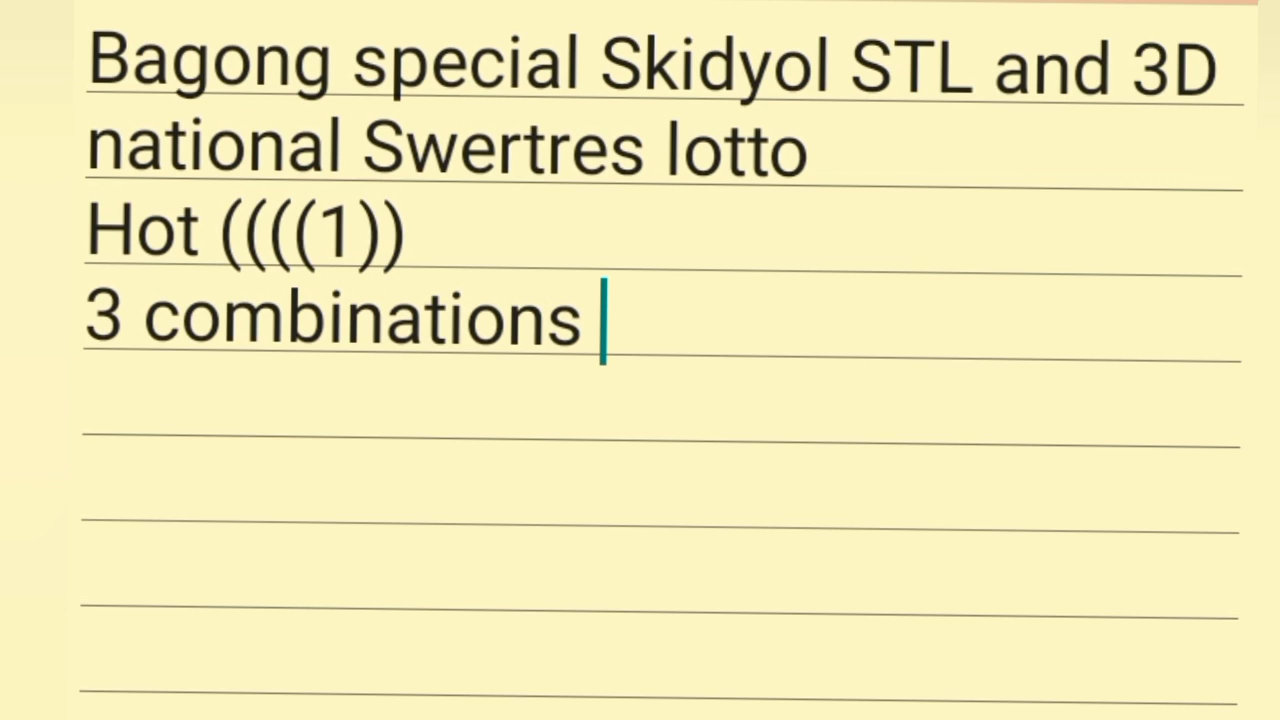 Bagong special Skidyol STL and 3D
national Swertres lotto
Hot ((((1))
3 combinations